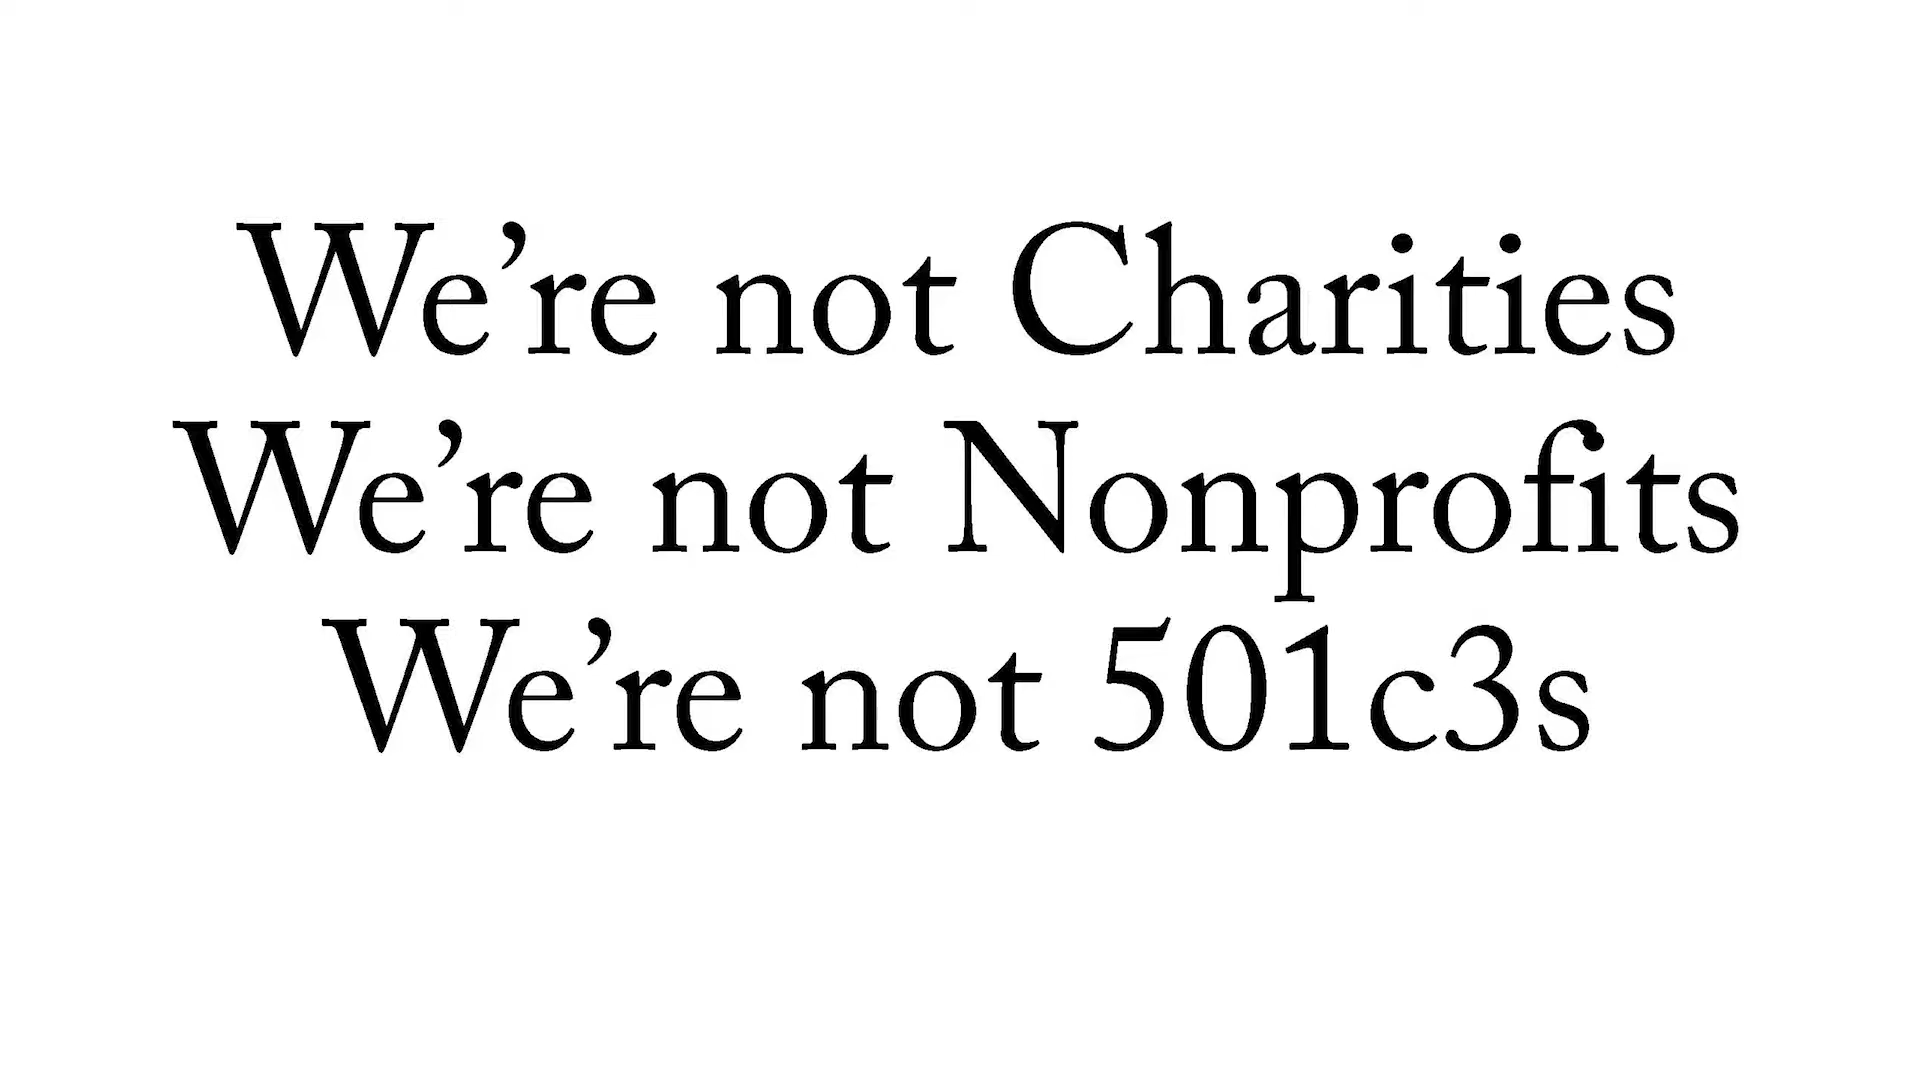 We’re not Charities
We’re not Nonprofits
We’re not 501c3s